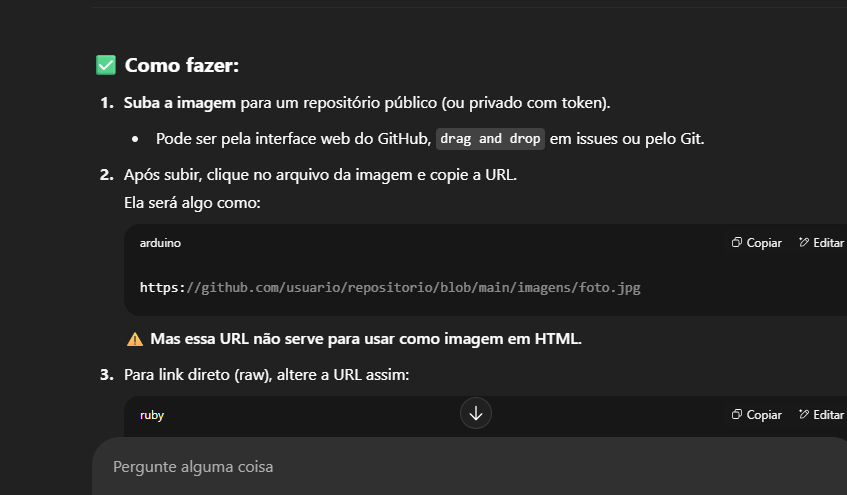 ✅ Como fazer:
1. Suba a imagem para um repositório público (ou privado com token).
• Pode ser pela interface web do GitHub, drag and drop em issues ou pelo Git.
2. Após subir, clique no arquivo da imagem e copie a URL.
Ela será algo como:
arduino Copiar Editar
https://github.com/usuario/repositorio/blob/main/imagens/foto.jpg
⚠️ Mas essa URL não serve para usar como imagem em HTML.
3. Para link direto (raw), altere a URL assim:
ruby Copiar Editar
Pergunte alguma coisa